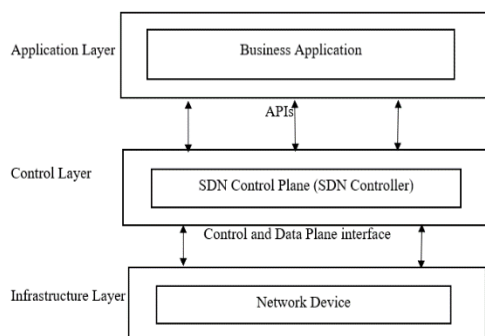 Application Layer
Business Application
APIs
Control Layer
SDN Control Plane (SDN Controller)
Control and Data Plane interface
Infrastructure Layer
Network Device